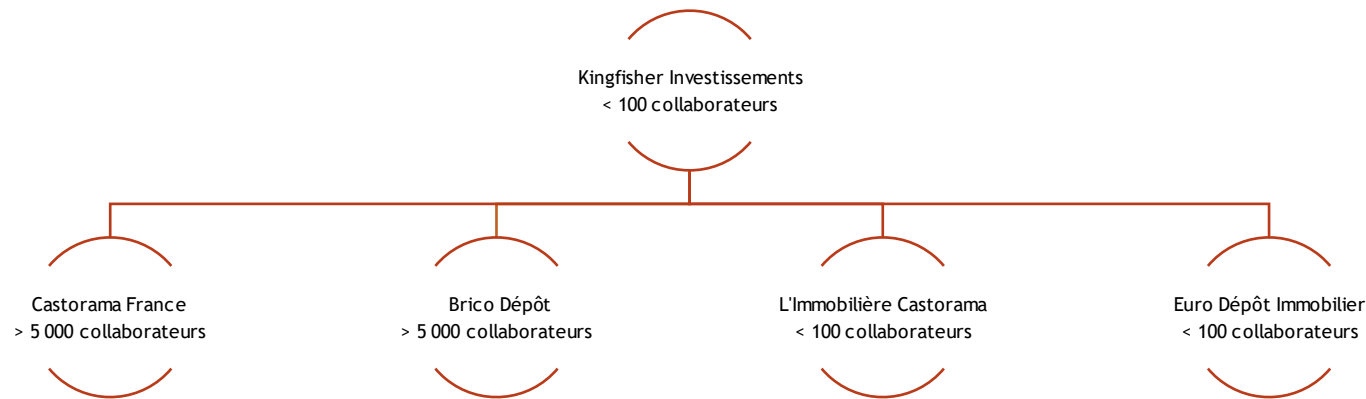 Kingfisher Investissements
< 100 collaborateurs
Castorama France
> 5 000 collaborateurs
Brico Dépôt
> 5 000 collaborateurs
L'Immobilière Castorama
< 100 collaborateurs
Euro Dépôt Immobilier
< 100 collaborateurs